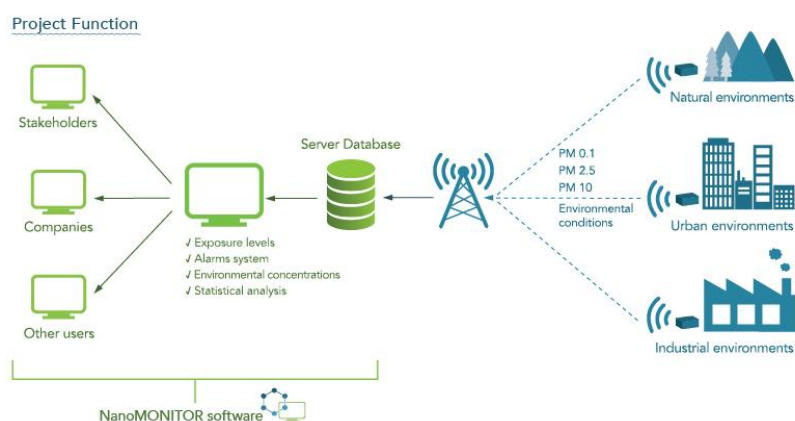 Project Function
Stakeholders
Companies
Other users
√ Exposure levels
√ Alarms system
√ Environmental concentrations
√ Statistical analysis
Server Database
PM 0.1
PM 2.5
PM 10
Environmental
conditions
Natural environments
Urban environments
Industrial environments
NanoMONITOR software